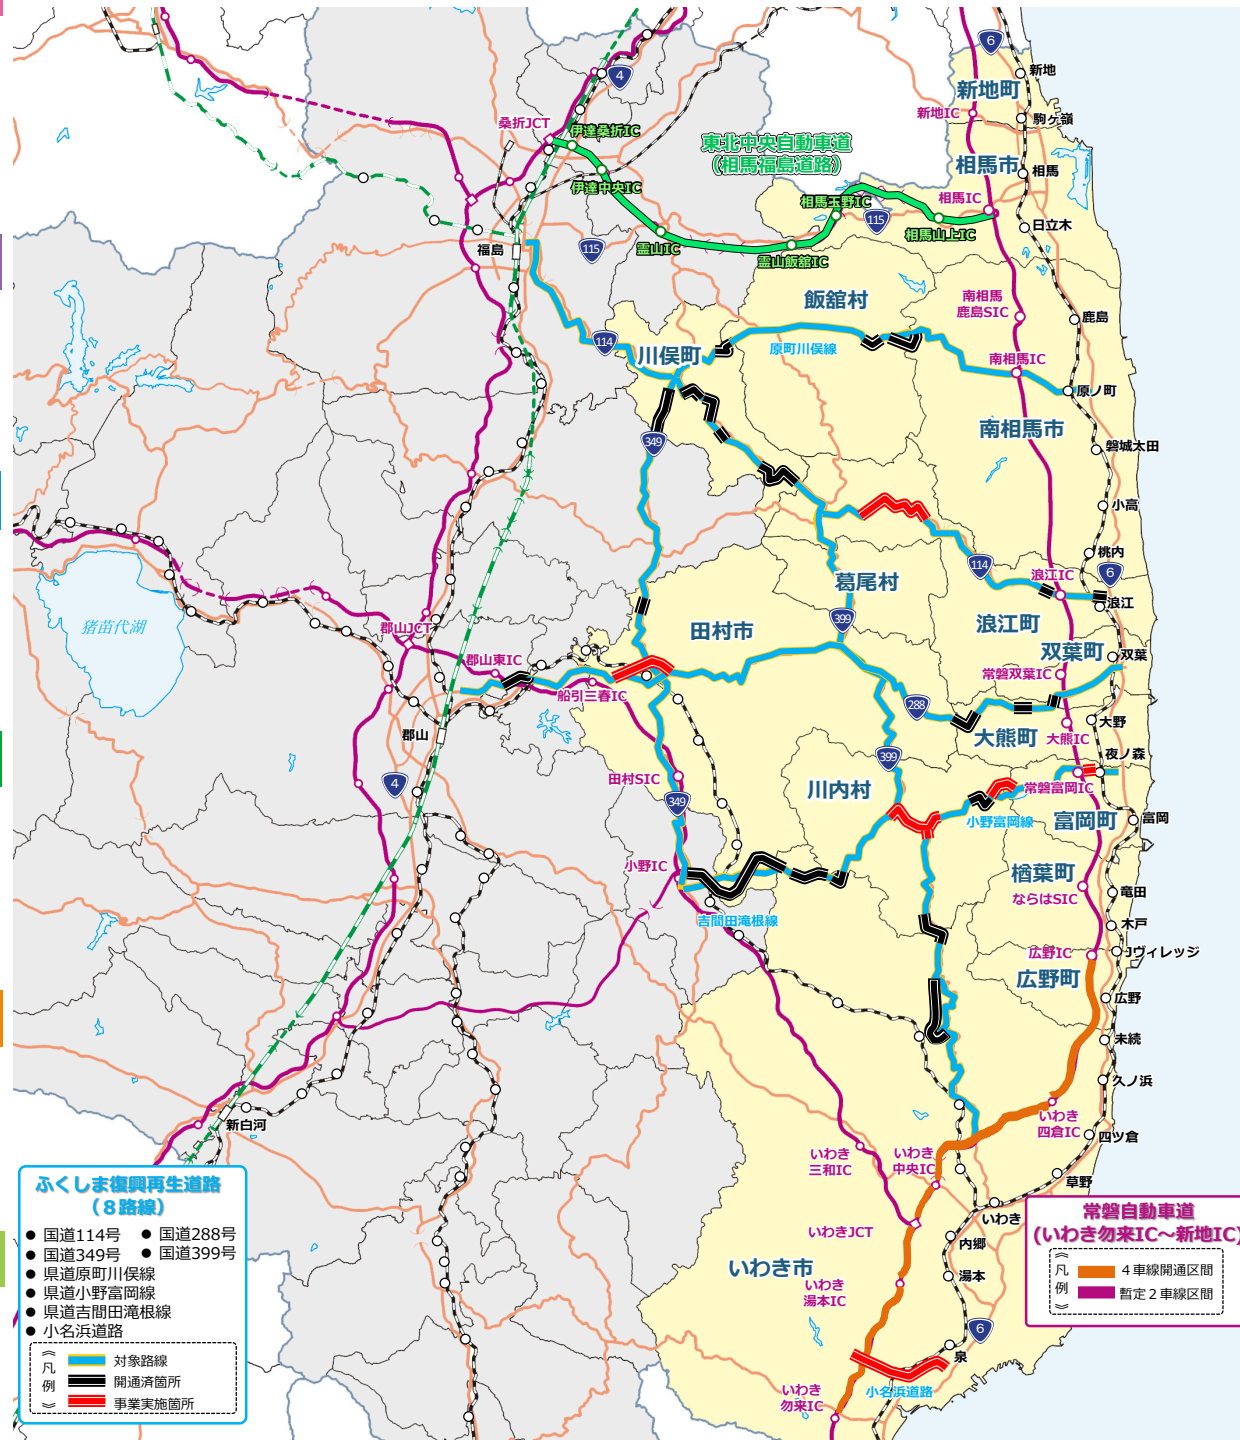 6
新地
4
新地町
新地IC
駒ヶ嶺
桑折JCT
伊達桑折IC
東北中央自動車道
（相馬福島道路）
相馬市
相馬
伊達中央IC
相馬玉野IC
相馬IC
115
相馬山上IC
日立木
福島
115
霊山IC
霊山飯舘IC
飯舘村
南相馬
鹿島SIC
鹿島
114
川俣町
原町川俣線
南相馬IC
原ノ町
349
南相馬市
磐城太田
小高
桃内
114
浪江IC
6
葛尾村
浪江
399
浪江町
猪苗代湖
郡山JCT
田村市
双葉町
双葉
郡山東IC
常磐双葉IC
船引三春IC
288
大野
郡山
大熊町
大熊IC
夜ノ森
399
田村SIC
4
川内村
常磐富岡IC
349
小野富岡線
富岡町
富岡
小野IC
楢葉町
ならはSIC
竜田
吉間田滝根線
木戸
広野IC
Jヴィレッジ
広野町
広野
末続
久ノ浜
新白河
いわき
四倉IC
四ツ倉
いわき
三和IC
いわき
中央IC
草野
いわき
いわきJCT
内郷
いわき市
湯本
いわき
湯本IC
6
泉
小名浜道路
いわき
勿来IC
ふくしま復興再生道路
（８路線）
● 国道114号 ● 国道288号
● 国道349号 ● 国道399号
● 県道原町川俣線
● 県道小野富岡線
● 県道吉間田滝根線
● 小名浜道路
《凡例》
対象路線
開通済箇所
事業実施箇所
常磐自動車道
(いわき勿来IC～新地IC)
《凡例》
４車線開通区間
暫定２車線区間